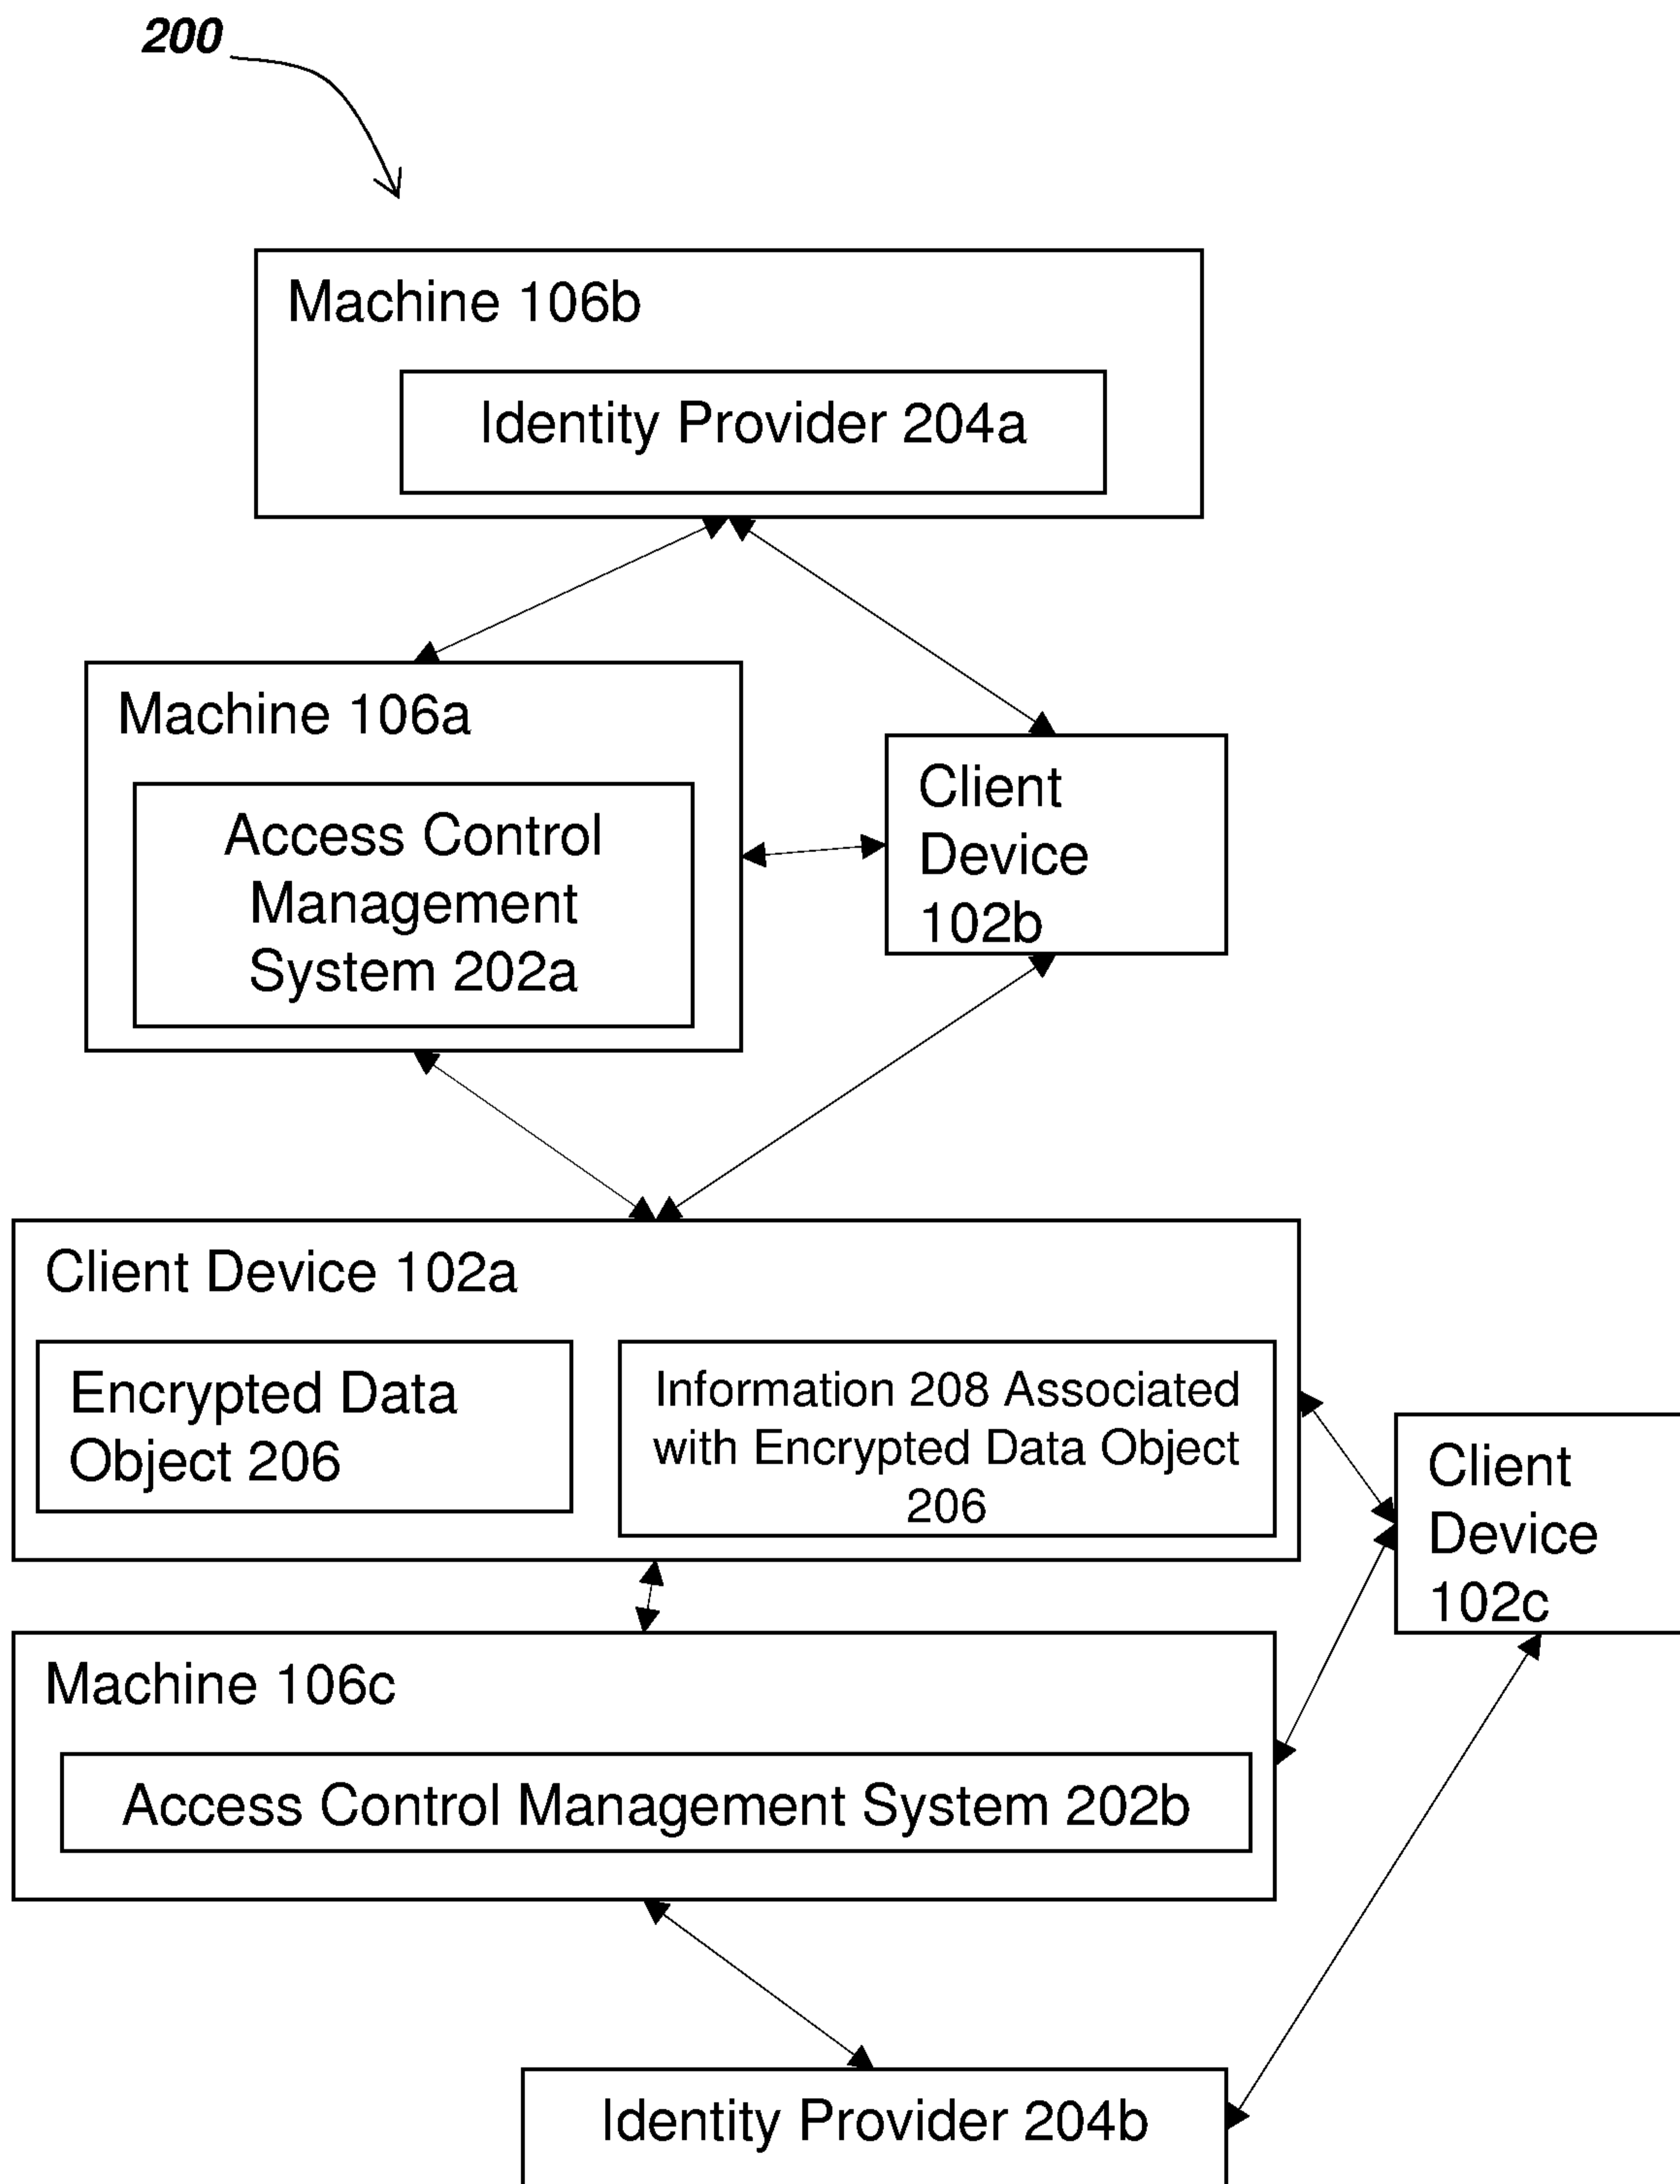 200
Machine 106b
Identity Provider 204a
Machine 106a
Access Control
Management
System 202a
Client
Device
102b
Client Device 102a
Encrypted Data
Object 206
Information 208 Associated
with Encrypted Data Object
206
Client
Device
102c
Machine 106c
Access Control Management System 202b
Identity Provider 204b